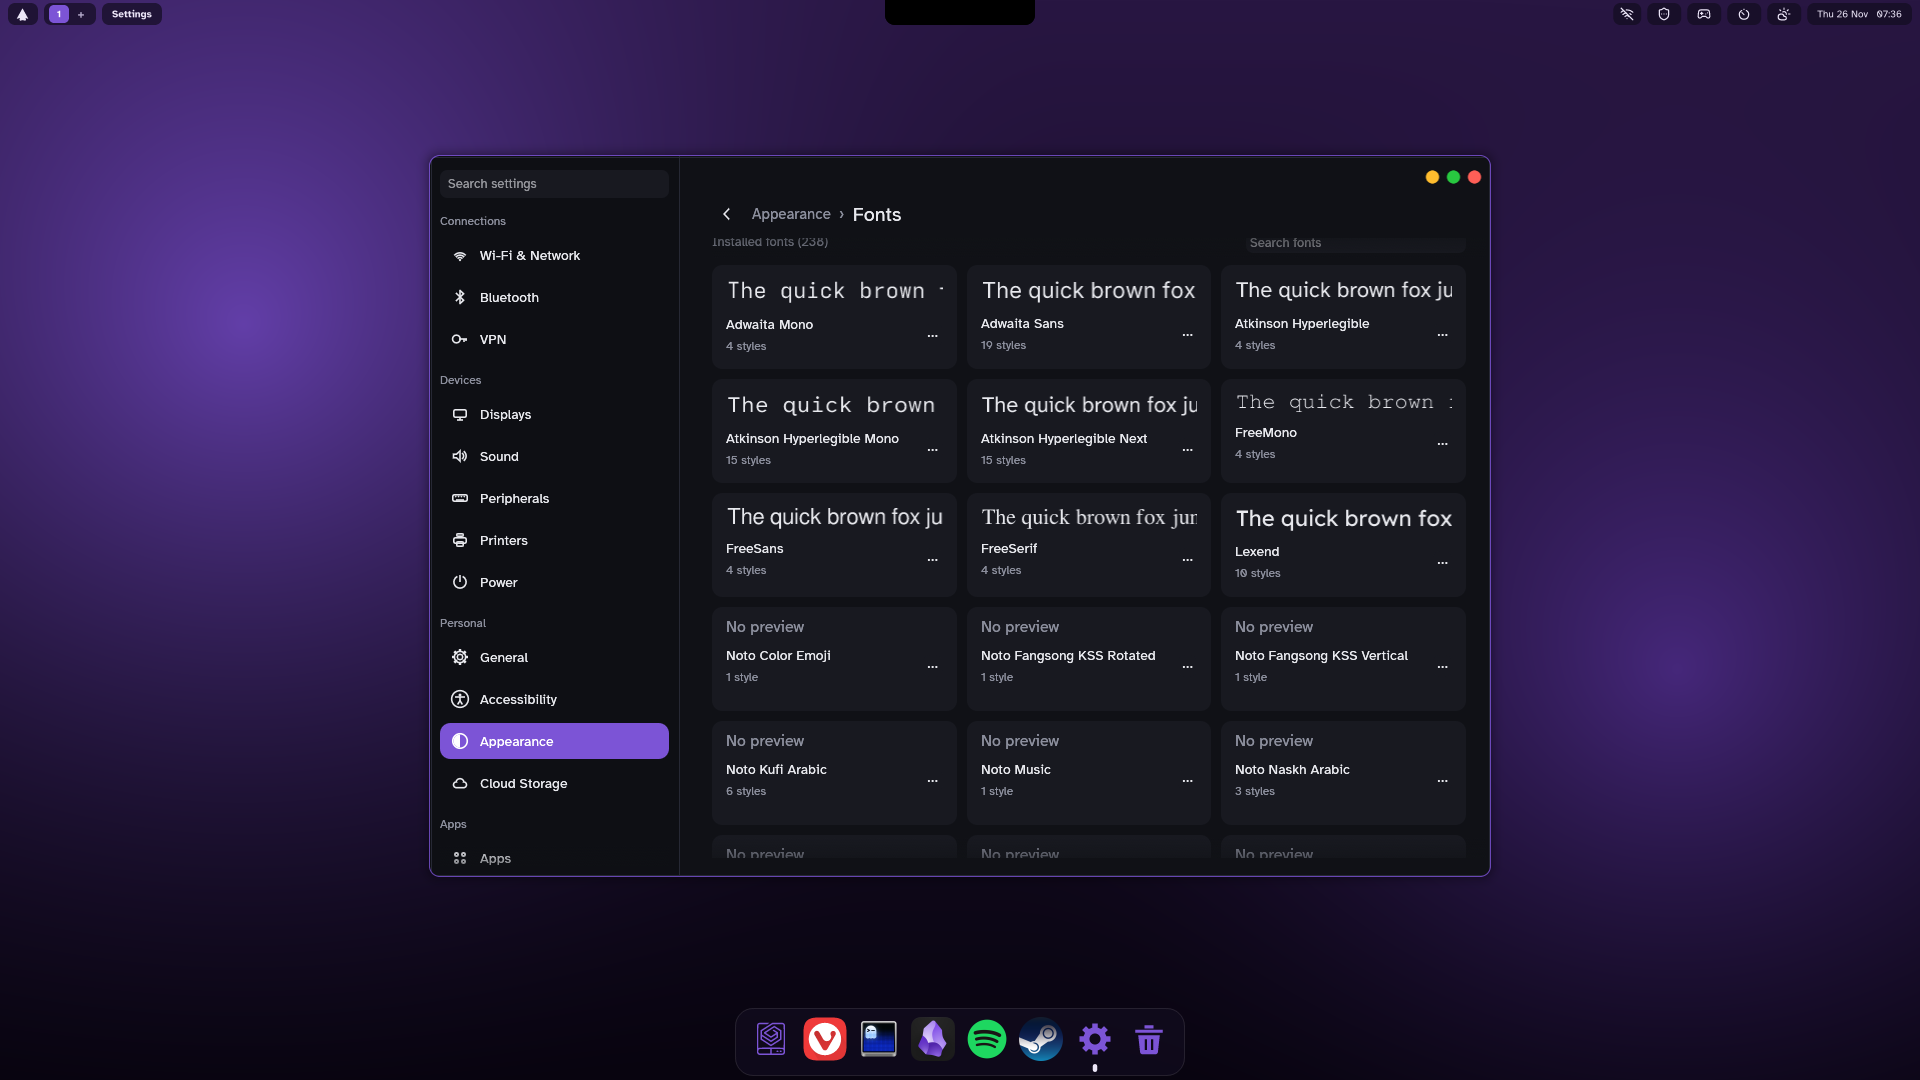 1 + Settings
Thu 26 Nov 07:36
Search settings
Connections
Wi-Fi & Network
Bluetooth
VPN
Devices
Displays
Sound
Peripherals
Printers
Power
Personal
General
Accessibility
Appearance
Cloud Storage
Apps
Apps
Appearance › Fonts
Installed fonts (238)
Search fonts
The quick brown
Adwaita Mono
4 styles
The quick brown fox
Adwaita Sans
19 styles
The quick brown fox ju
Atkinson Hyperlegible
4 styles
The quick brown
Atkinson Hyperlegible Mono
15 styles
The quick brown fox ju
Atkinson Hyperlegible Next
15 styles
The quick brown
FreeMono
4 styles
The quick brown fox ju
FreeSans
4 styles
The quick brown fox jun
FreeSerif
4 styles
The quick brown fox
Lexend
10 styles
No preview
Noto Color Emoji
1 style
No preview
Noto Fangsong KSS Rotated
1 style
No preview
Noto Fangsong KSS Vertical
1 style
No preview
Noto Kufi Arabic
6 styles
No preview
Noto Music
1 style
No preview
Noto Naskh Arabic
3 styles
No preview
No preview
No preview